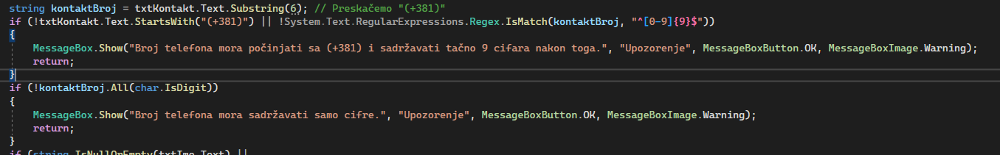 string kontaktBroj = txtKontakt.Text.Substring(6); // Preskačemo "(+381)"
if (!txtKontakt.Text.StartsWith("(+381)") || !System.Text.RegularExpressions.Regex.IsMatch(kontaktBroj, "^[0-9]{9}$"))
{
MessageBox.Show("Broj telefona mora počinjati sa (+381) i sadržavati tačno 9 cifara nakon toga.", "Upozorenje", MessageBoxButton.OK, MessageBoxImage.Warning);
return;
}
if (!kontaktBroj.All(char.IsDigit))
{
MessageBox.Show("Broj telefona mora sadržavati samo cifre.", "Upozorenje", MessageBoxButton.OK, MessageBoxImage.Warning);
return;
}
if (string.IsNullOrEmpty(txtIme.Text) ||